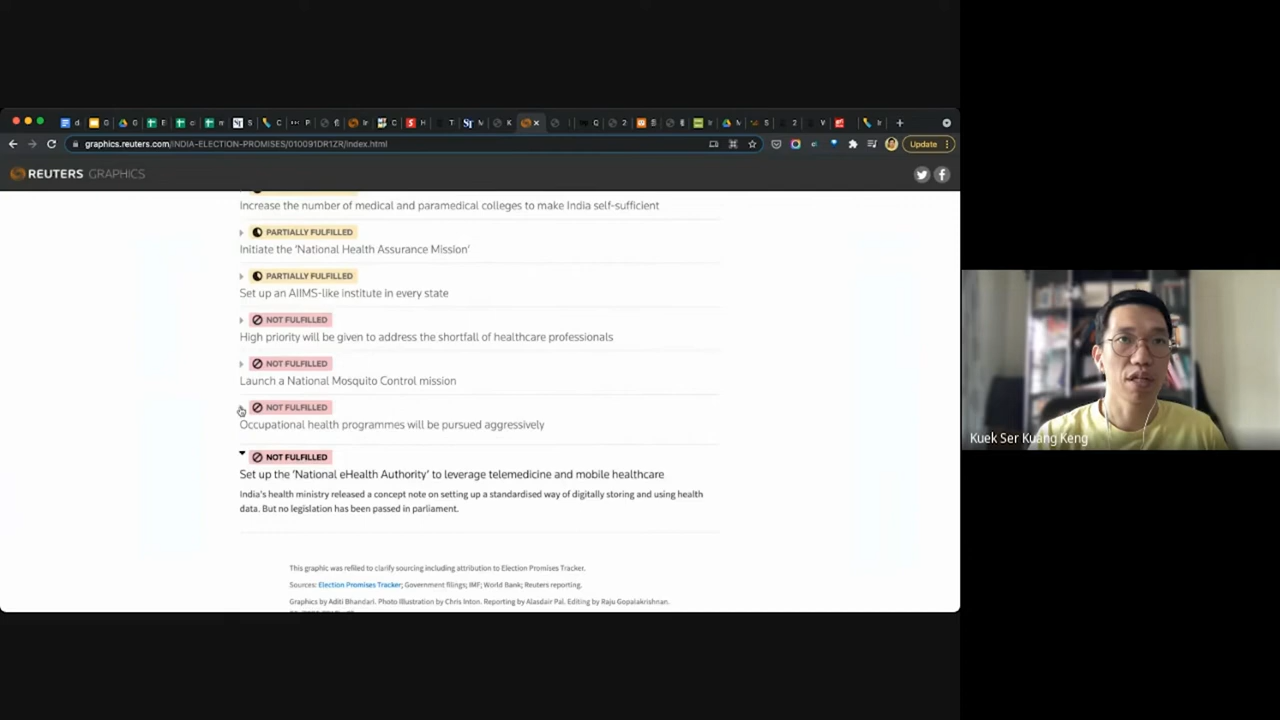 graphics.reuters.com/INDIA-ELECTION-PROMISES/010091DR1ZR/index.html
Update
REUTERS GRAPHICS
Increase the number of medical and paramedical colleges to make India self-sufficient
PARTIALLY FULFILLED
Initiate the 'National Health Assurance Mission'
PARTIALLY FULFILLED
Set up an AIIMS-like institute in every state
NOT FULFILLED
High priority will be given to address the shortfall of healthcare professionals
NOT FULFILLED
Launch a National Mosquito Control mission
NOT FULFILLED
Occupational health programmes will be pursued aggressively
NOT FULFILLED
Set up the 'National eHealth Authority' to leverage telemedicine and mobile healthcare
India's health ministry released a concept note on setting up a standardised way of digitally storing and using health
data. But no legislation has been passed in parliament.
This graphic was refiled to clarify sourcing including attribution to Election Promises Tracker.
Sources: Election Promises Tracker; Government filings; IMF; World Bank; Reuters reporting.
Graphics by Aditi Bhandari. Photo illustration by Chris Inton. Reporting by Alasdair Pal. Editing by Raju Gopalakrishnan.
Kuek Ser Kuang Keng